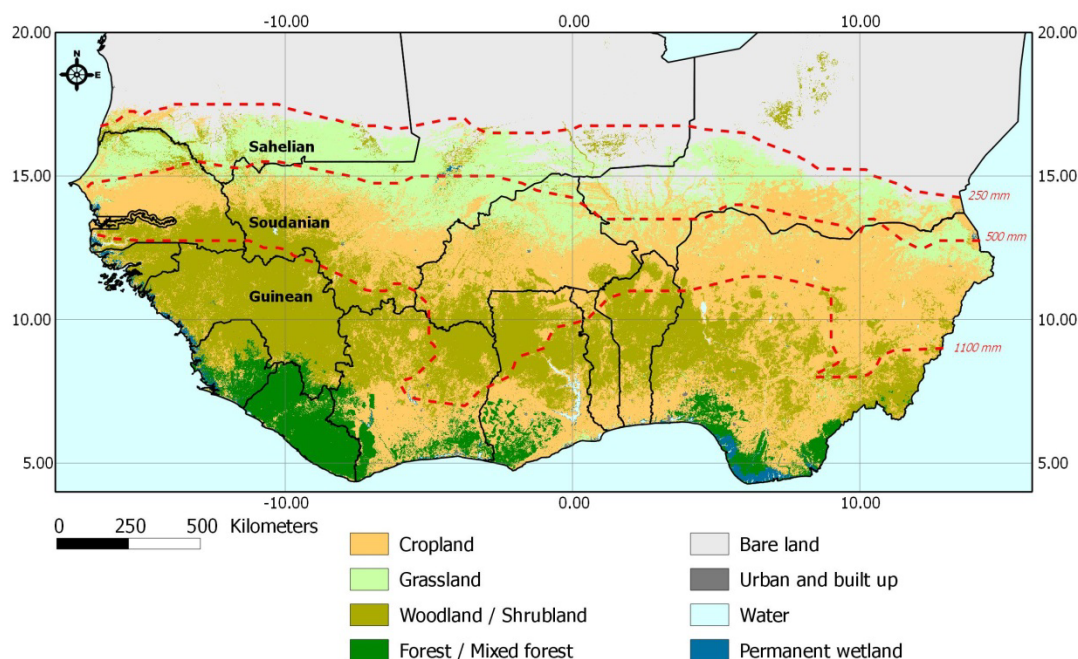 -10.00 0.00 10.00
20.00 20.00
N
E
Sahelian
15.00 15.00
250 mm
Soudanian
500 mm
Guinean
10.00 10.00
1100 mm
5.00 5.00
-10.00 0.00 10.00
0 250 500 Kilometers
Cropland Bare land
Grassland Urban and built up
Woodland / Shrubland Water
Forest / Mixed forest Permanent wetland